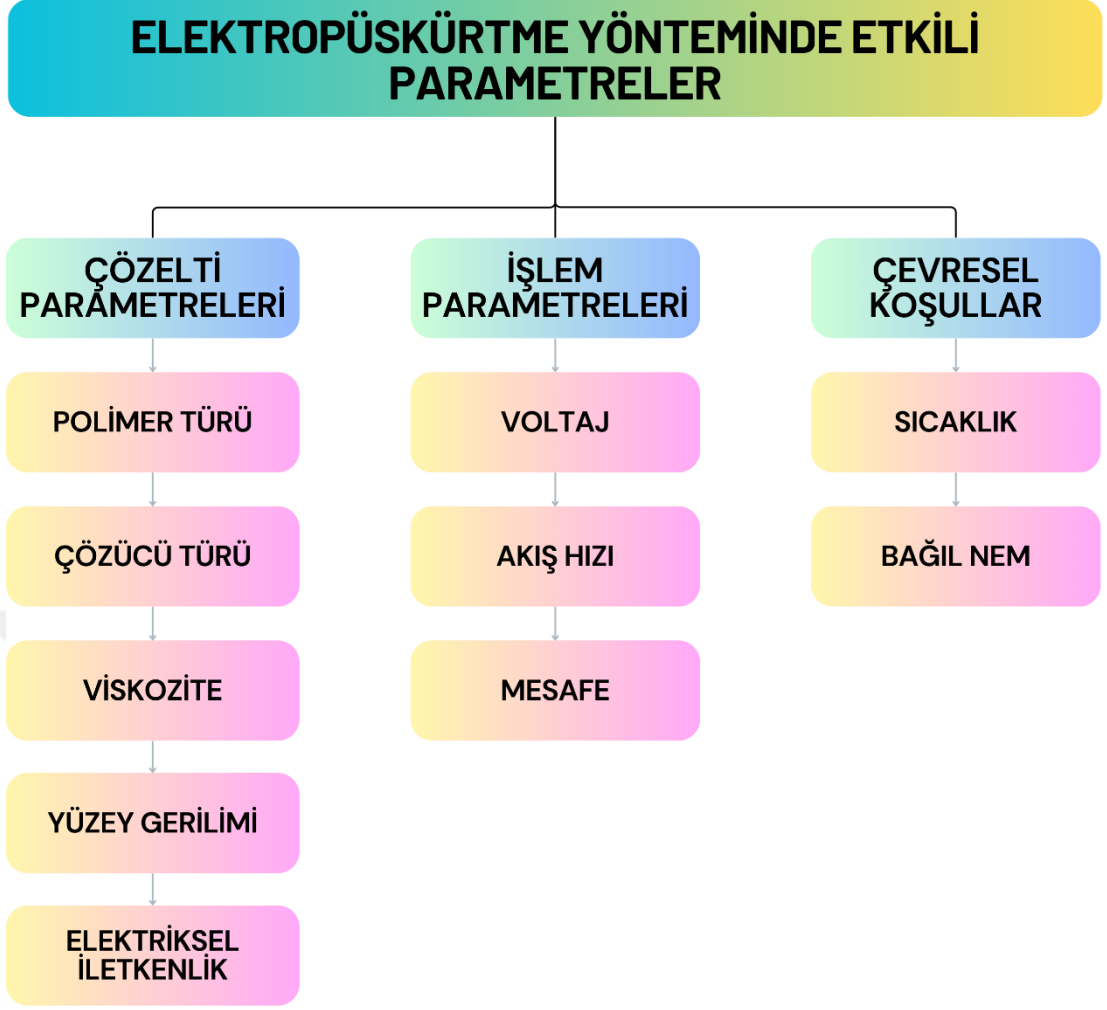 ELEKTROPÜSKÜRTME YÖNTEMİNDE ETKİLİ
PARAMETRELER
ÇÖZELTİ
PARAMETRELERİ
POLİMER TÜRÜ
ÇÖZÜCÜ TÜRÜ
VİSKOZİTE
YÜZEY GERİLİMİ
ELEKTRİKSEL
İLETKENLİK
İŞLEM
PARAMETRELERİ
VOLTAJ
AKIŞ HIZI
MESAFE
ÇEVRESEL
KOŞULLAR
SICAKLIK
BAĞIL NEM